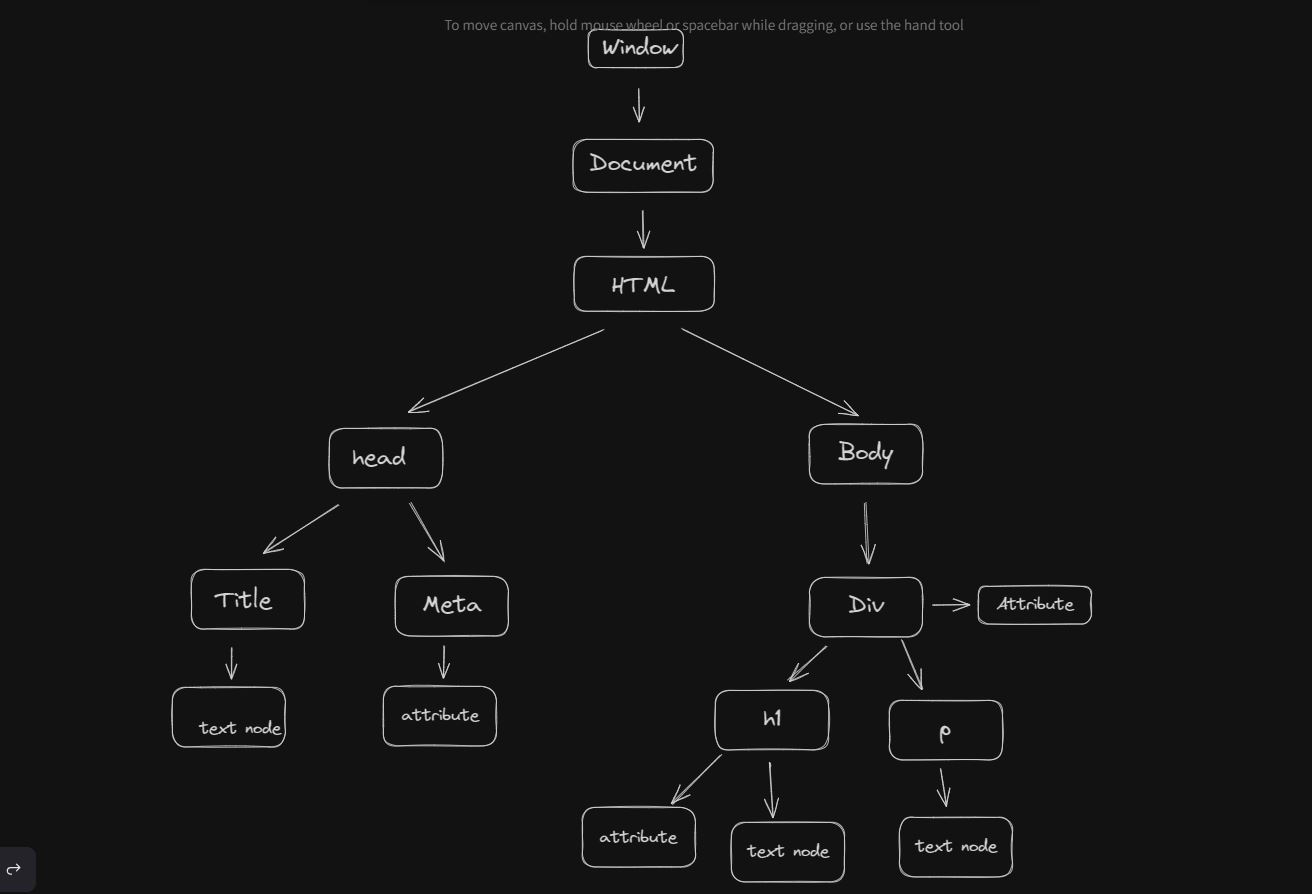 To move canvas, hold mouse wheel or spacebar while dragging, or use the hand tool
Window
Document
HTML
head
Body
Title
Meta
Div
Attribute
text node
attribute
h1
p
attribute
text node
text node